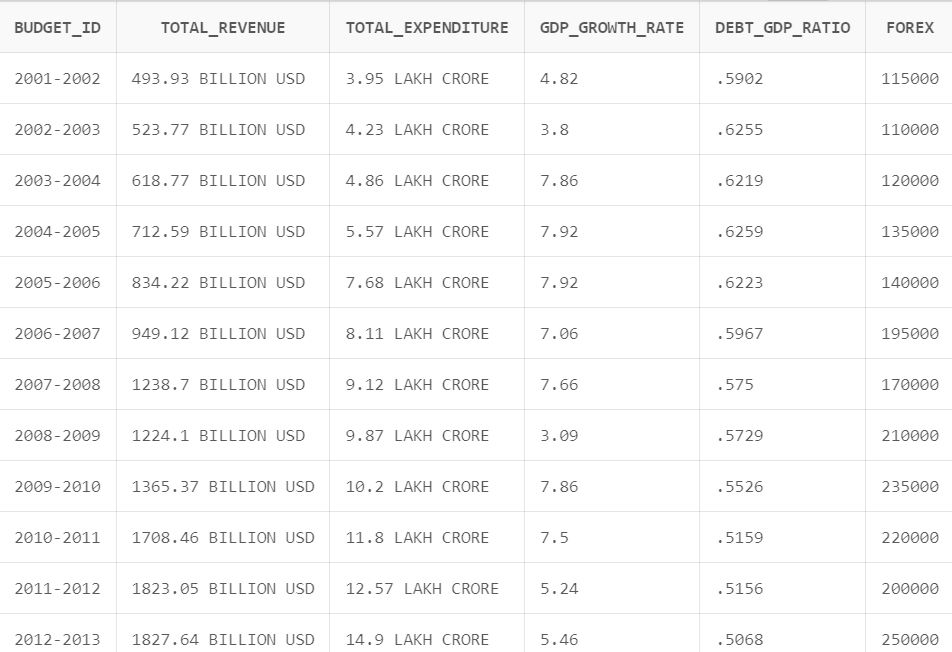 BUDGET_ID TOTAL_REVENUE TOTAL_EXPENDITURE GDP_GROWTH_RATE DEBT_GDP_RATIO FOREX
2001-2002 493.93 BILLION USD 3.95 LAKH CRORE 4.82 .5902 115000
2002-2003 523.77 BILLION USD 4.23 LAKH CRORE 3.8 .6255 110000
2003-2004 618.77 BILLION USD 4.86 LAKH CRORE 7.86 .6219 120000
2004-2005 712.59 BILLION USD 5.57 LAKH CRORE 7.92 .6259 135000
2005-2006 834.22 BILLION USD 7.68 LAKH CRORE 7.92 .6223 140000
2006-2007 949.12 BILLION USD 8.11 LAKH CRORE 7.06 .5967 195000
2007-2008 1238.7 BILLION USD 9.12 LAKH CRORE 7.66 .575 170000
2008-2009 1224.1 BILLION USD 9.87 LAKH CRORE 3.09 .5729 210000
2009-2010 1365.37 BILLION USD 10.2 LAKH CRORE 7.86 .5526 235000
2010-2011 1708.46 BILLION USD 11.8 LAKH CRORE 7.5 .5159 220000
2011-2012 1823.05 BILLION USD 12.57 LAKH CRORE 5.24 .5156 200000
2012-2013 1827.64 BILLION USD 14.9 LAKH CRORE 5.46 .5068 250000